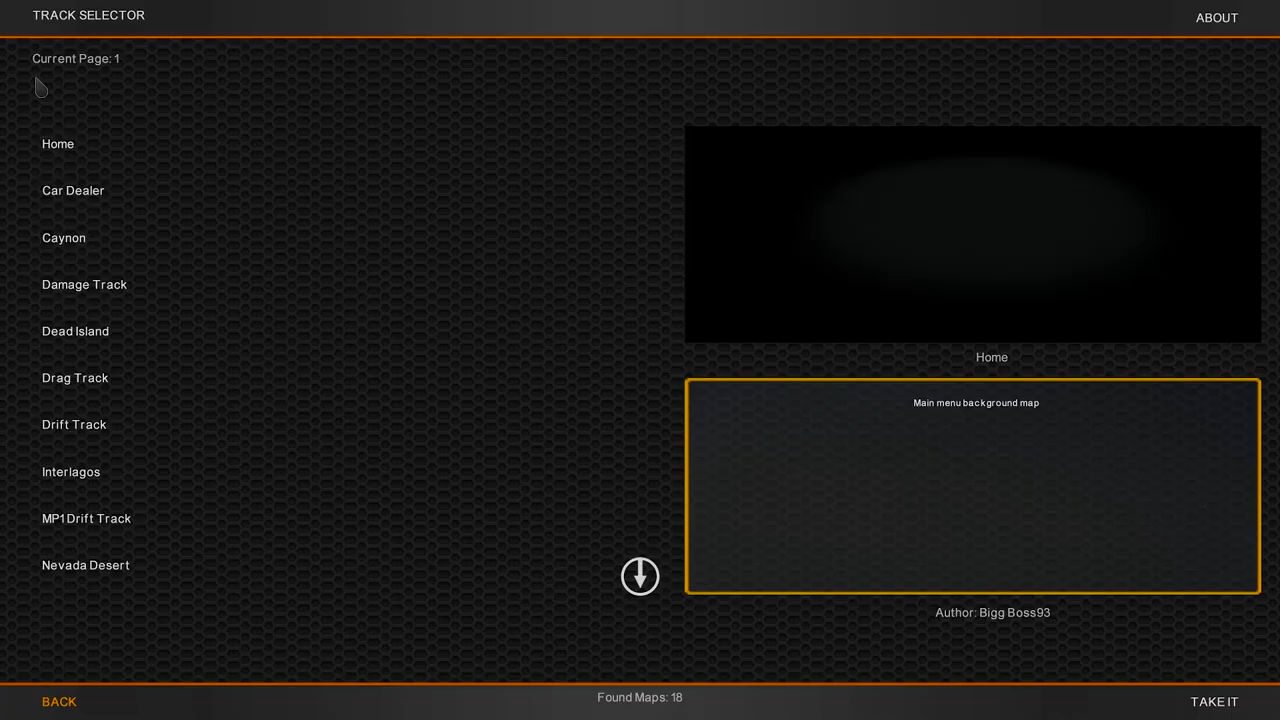 TRACK SELECTOR
ABOUT
Current Page: 1
Home
Car Dealer
Caynon
Damage Track
Dead Island
Drag Track
Drift Track
Interlagos
MP1 Drift Track
Nevada Desert
Home
Main menu background map
Author: Bigg Boss93
BACK
Found Maps: 18
TAKE IT